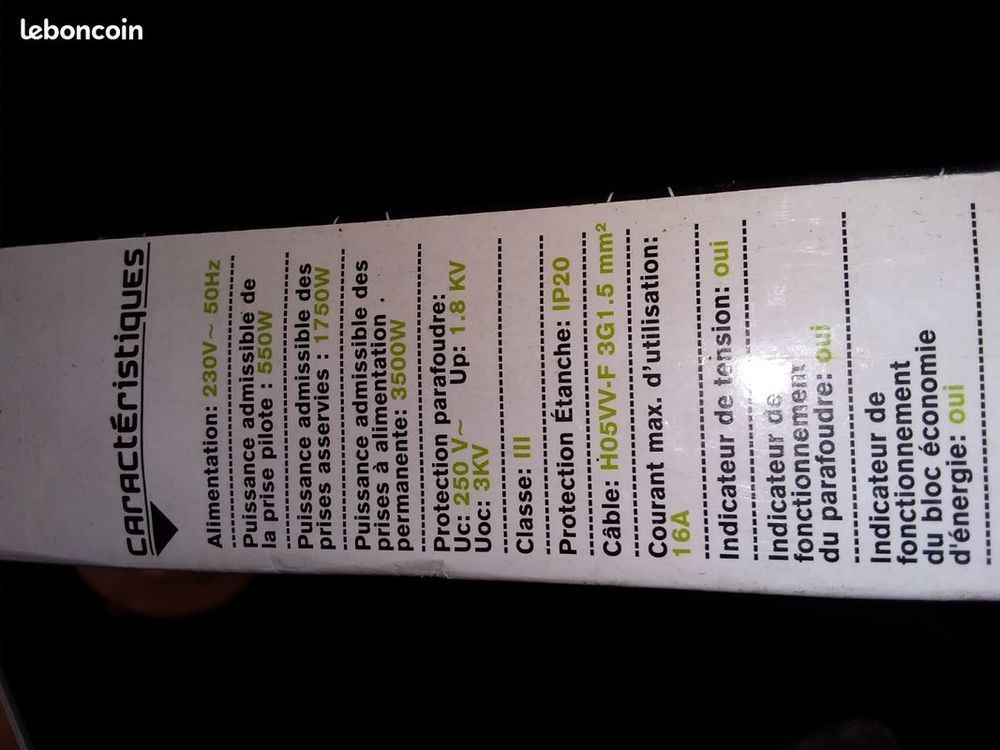 leboncoin
CARACTÉRISTIQUES
Alimentation: 230V~ 50Hz
Puissance admissible de
la prise pilote : 550W
Puissance admissible des
prises asservies : 1750W
Puissance admissible des
prises à alimentation
permanente: 3500W
Protection parafoudre:
Uc: 250 V~ Up: 1.8 KV
Uoc: 3KV
Classe: III
Protection Étanche: IP20
Câble: H05VV-F 3G1.5 mm²
Courant max. d'utilisation:
16A
Indicateur de tension: oui
Indicateur de
fonctionnement
du parafoudre: oui
Indicateur de
fonctionnement
du bloc économie
d'énergie: oui